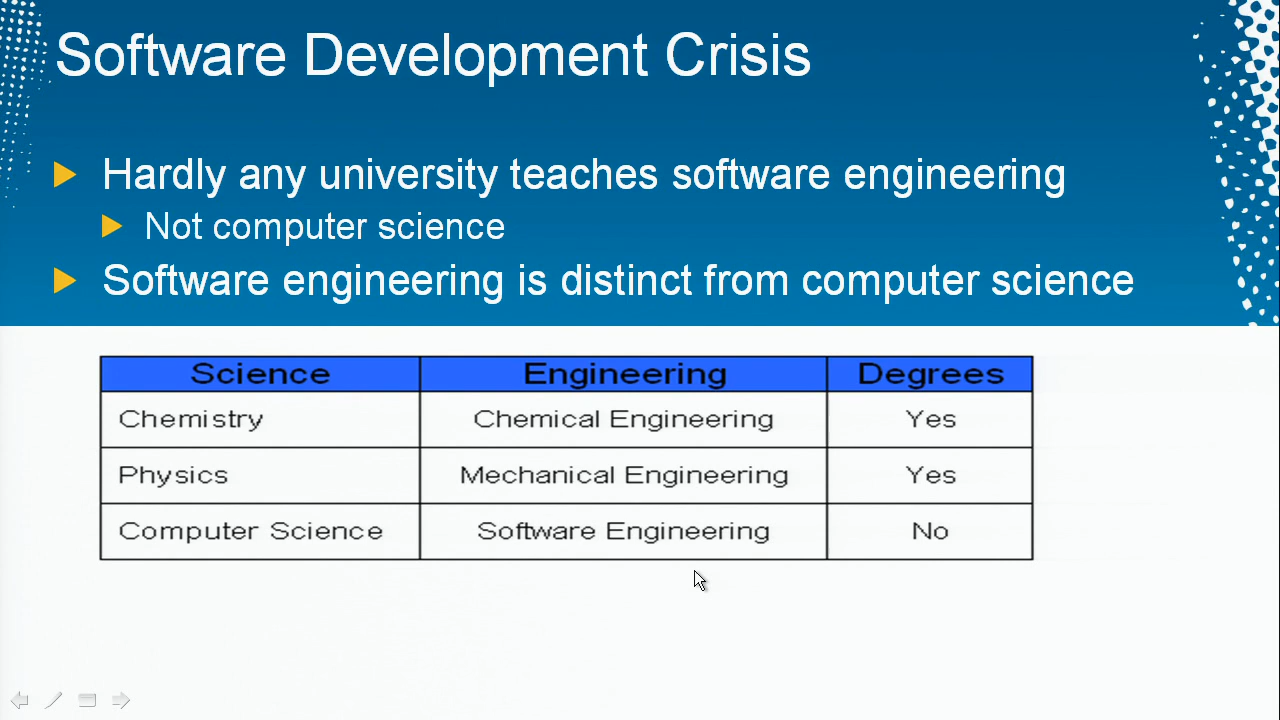 Software Development Crisis
Hardly any university teaches software engineering
Not computer science
Software engineering is distinct from computer science
Science Engineering Degrees
Chemistry Chemical Engineering Yes
Physics Mechanical Engineering Yes
Computer Science Software Engineering No